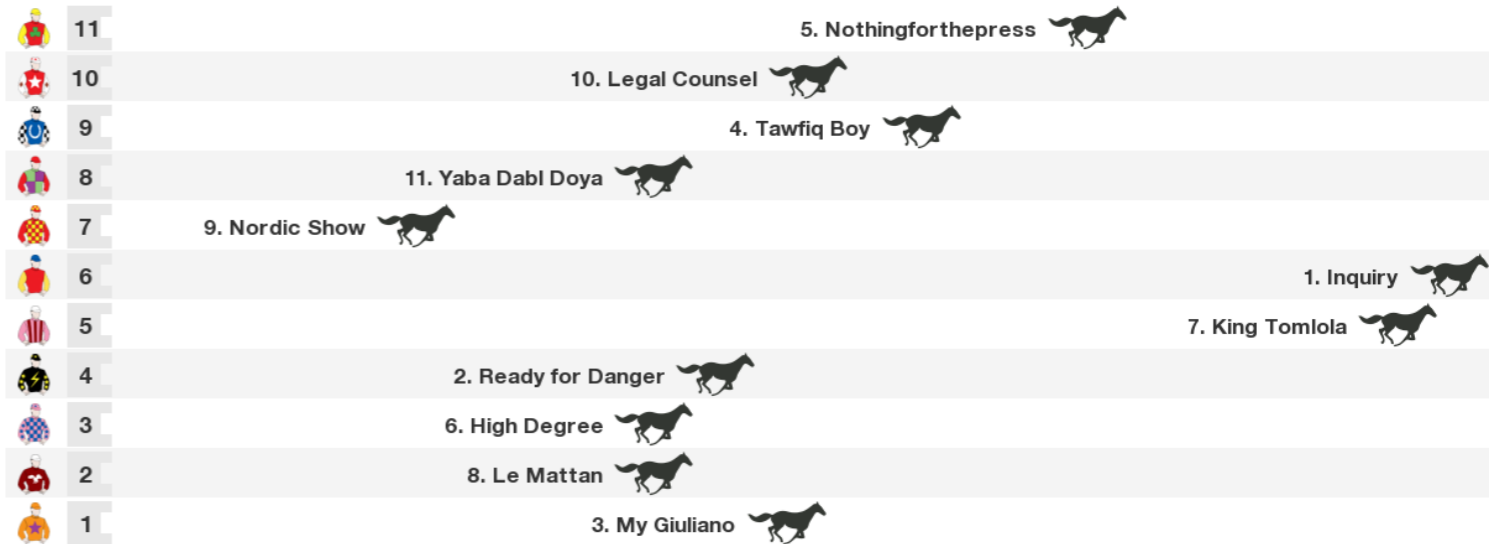 11 5. Nothingforthepress
10 10. Legal Counsel
9 4. Tawfiq Boy
8 11. Yaba Dabl Doya
7 9. Nordic Show
6 1. Inquiry
5 7. King Tomlola
4 2. Ready for Danger
3 6. High Degree
2 8. Le Mattan
1 3. My Giuliano